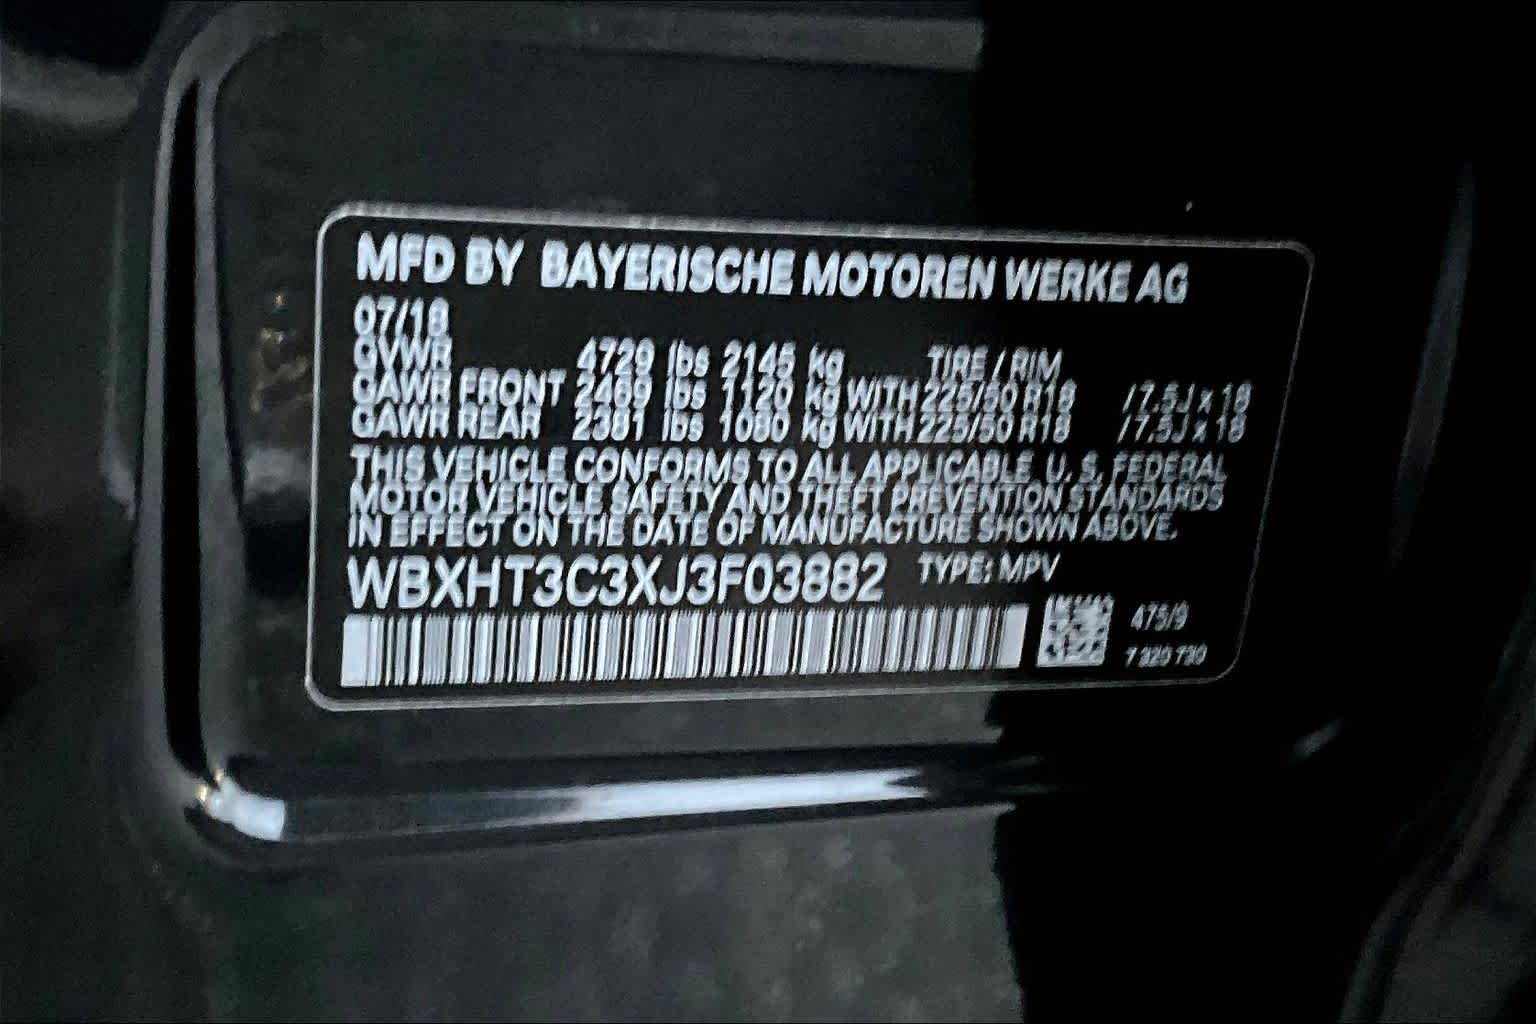 MFD BY BAYERISCHE MOTOREN WERKE AG
07/18
GVWR 4729 lbs 2145 kg TIRE / RIM
GAWR FRONT 2469 lbs 1120 kg WITH 225/50 R18 / 7.5J x 18
GAWR REAR 2381 lbs 1080 kg WITH 225/50 R18 / 7.5J x 18
THIS VEHICLE CONFORMS TO ALL APPLICABLE U. S. FEDERAL
MOTOR VEHICLE SAFETY AND THEFT PREVENTION STANDARDS
IN EFFECT ON THE DATE OF MANUFACTURE SHOWN ABOVE.
WBXHT3C3XJ3F03882 TYPE: MPV
475/9
7 320 730